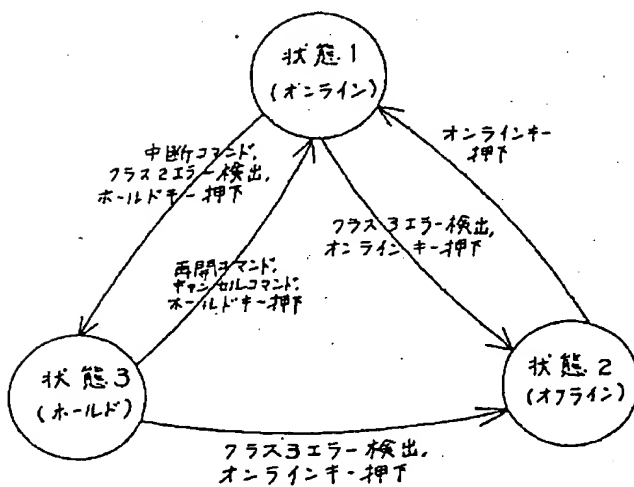 状態1
(オンライン)
オンラインキー
押下
中断コマンド,
クラス2エラー検出,
ホールドキー押下
クラス3エラー検出,
オンラインキー押下
再開コマンド,
キャンセルコマンド,
ホールドキー押下
状態3
(ホールド)
状態2
(オフライン)
クラス3エラー検出,
オンラインキー押下